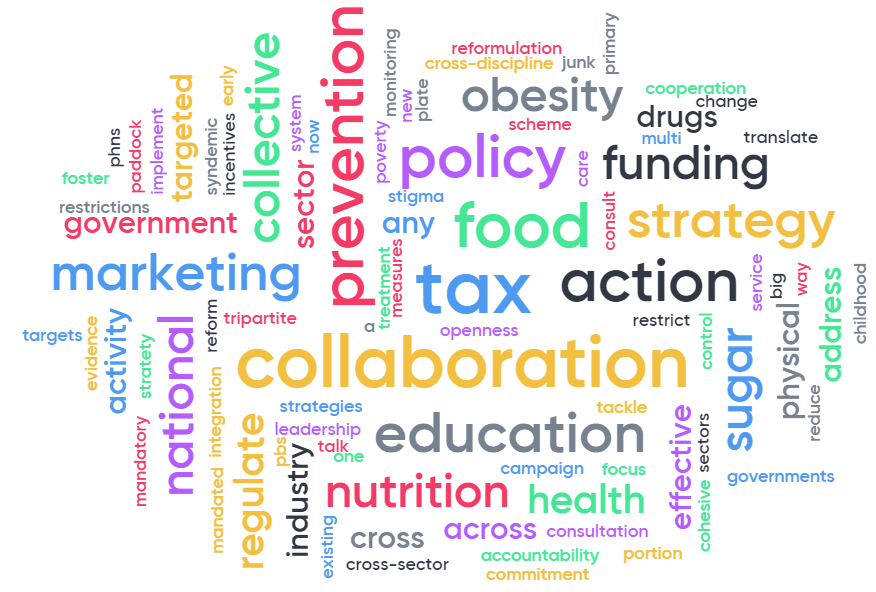 reformulation
cross-discipline
junk
primary
monitoring
new
plate
prevention
collective
early
targeted
syndemic
incentives
system
now
implement
paddock
phns
foster
restrictions
government
sector
poverty
obesity
cooperation
change
drugs
scheme
multi
translate
policy
care
funding
stigma
any
food
consult
strategy
marketing
treatment
measures
tax
action
service
big
way
address
childhood
targets
evidence
activity
stratety
national
reform
tripartite
a
openness
restrict
control
sugar
physical
reduce
collaboration
mandatory
mandated
integration
regulate
strategies
leadership
pbs
talk
one
industry
education
tackle
effective
sectors
campaign
focus
governments
nutrition
health
cohesive
existing
cross
across
consultation
cross-sector
accountability
portion
commitment